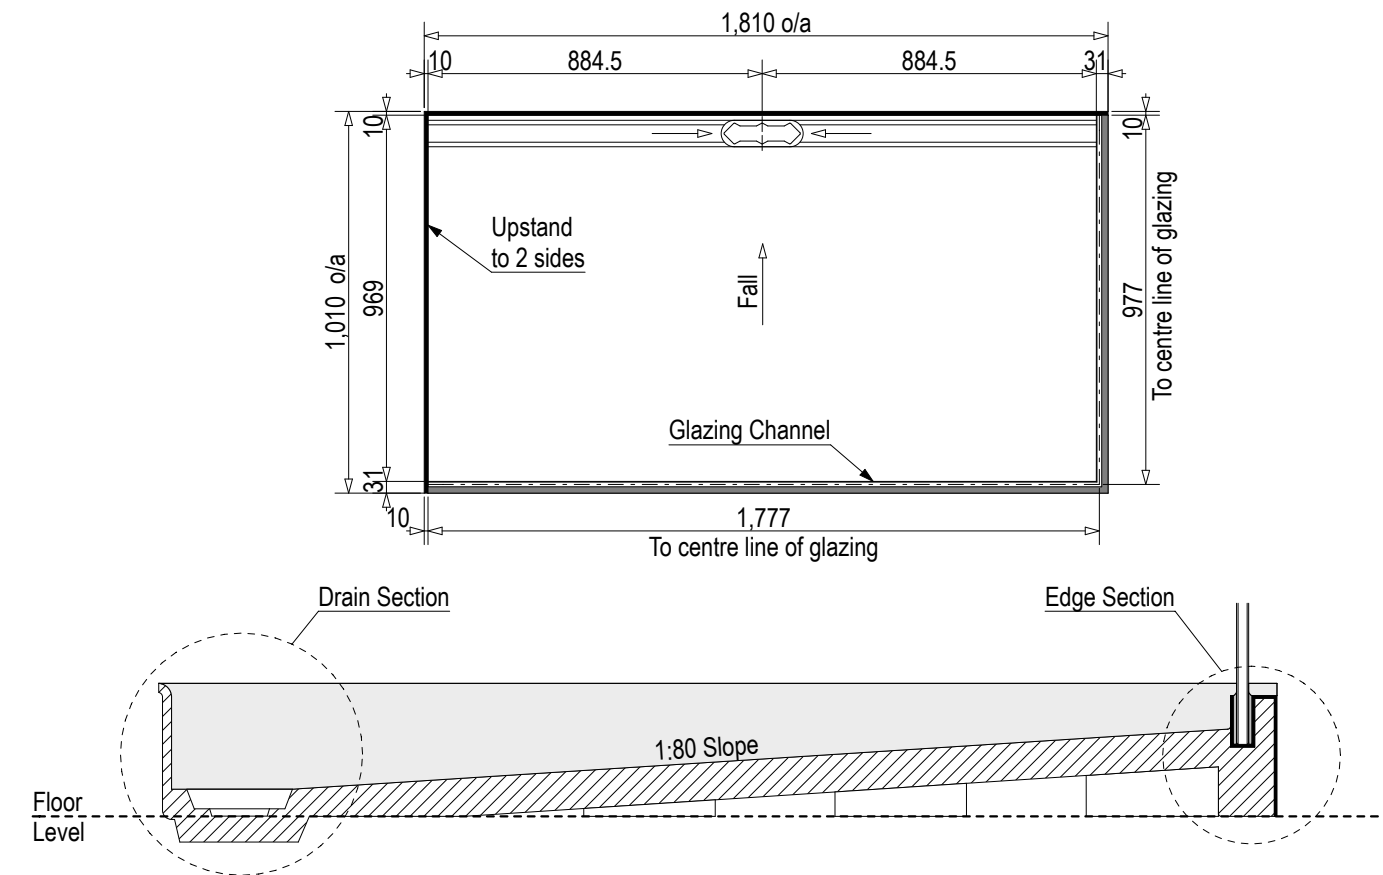 1,810 o/a
10
884.5
884.5
31
10
10
Upstand
to 2 sides
1,010 o/a
969
Fall
977
To centre line of glazing
Glazing Channel
31
10
1,777
To centre line of glazing
Drain Section
Edge Section
1:80 Slope
Floor
Level